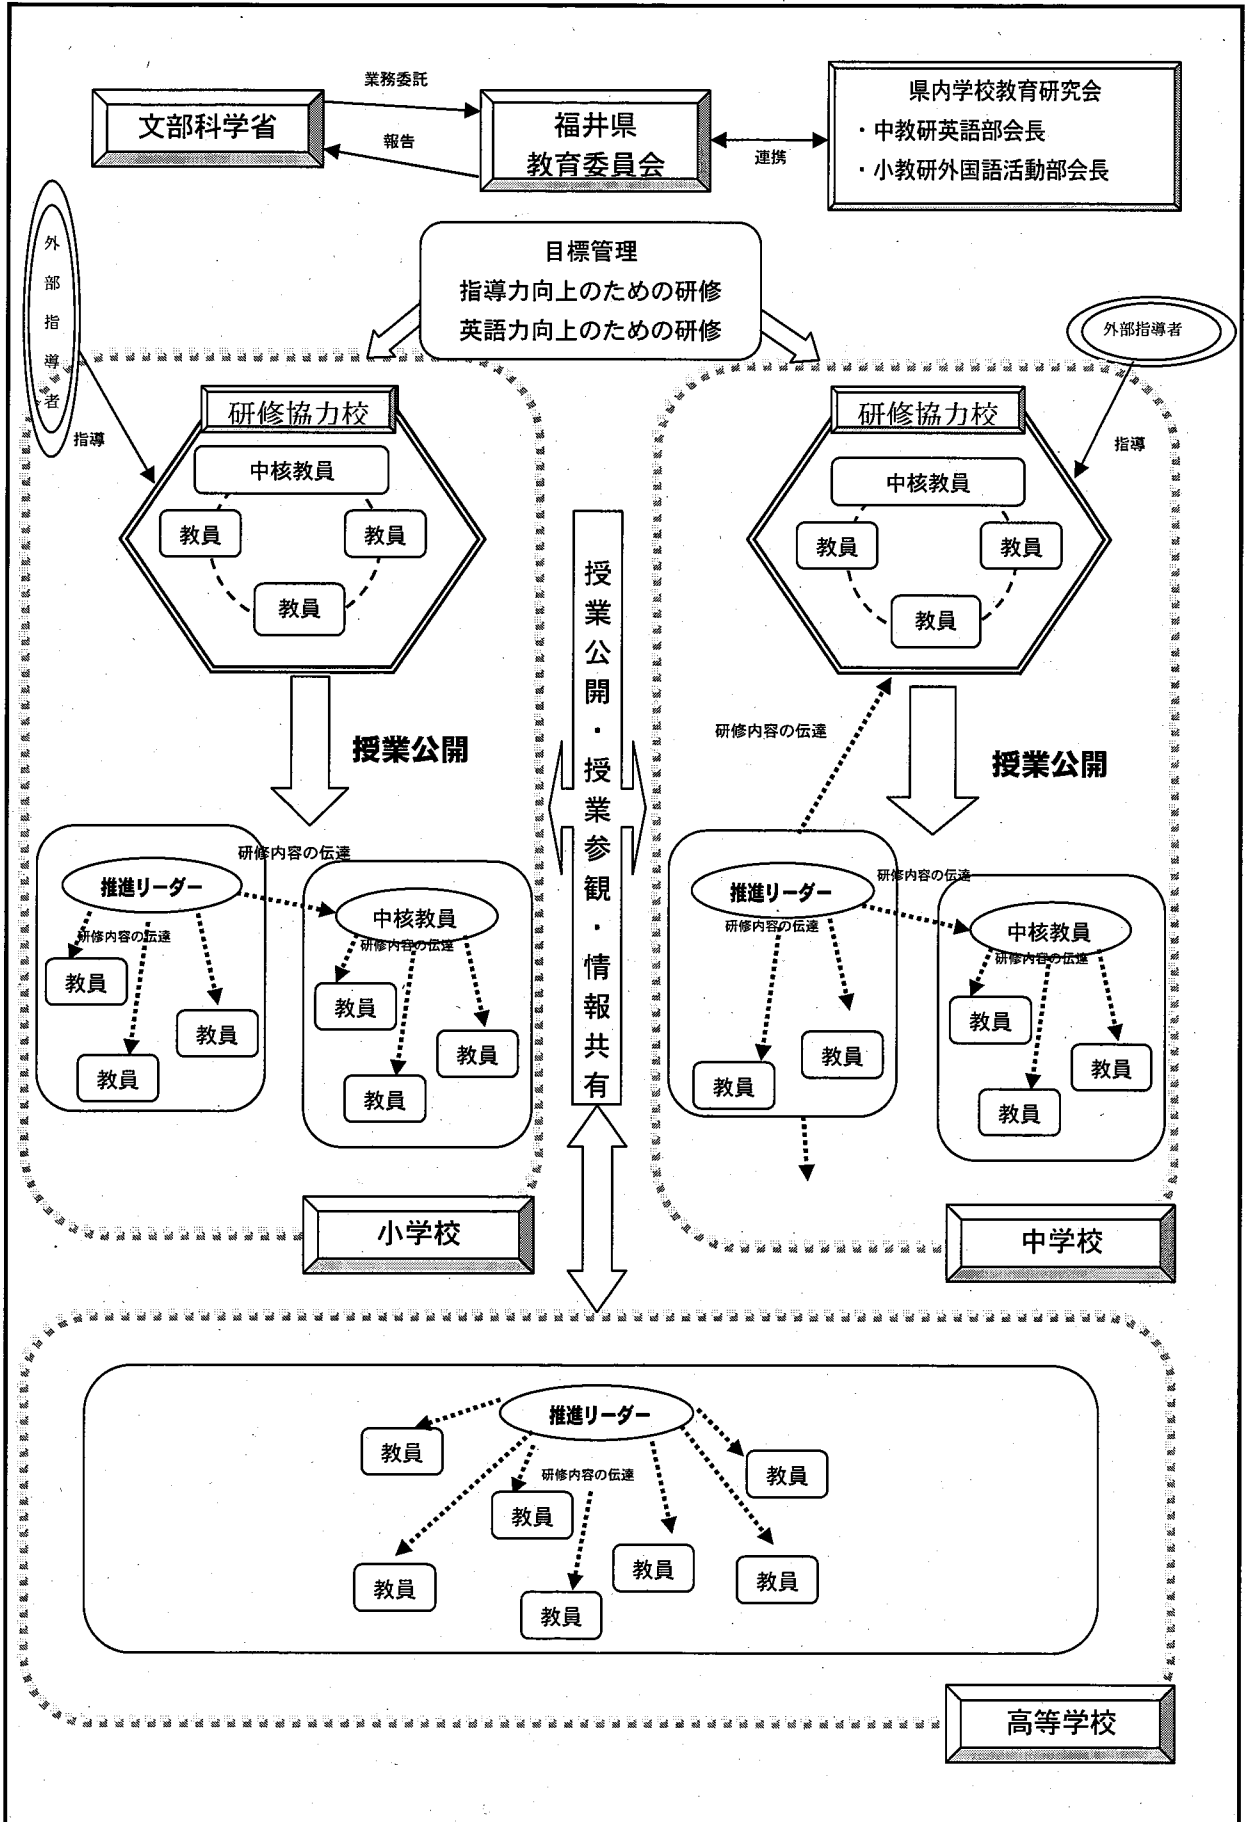 業務委託
文部科学省
報告
福井県
教育委員会
連携
県内学校教育研究会
・中教研英語部会長
・小教研外国語活動部会長
目標管理
指導力向上のための研修
英語力向上のための研修
外部指導者
指導
研修協力校
中核教員
教員
教員
教員
授業公開
外部指導者
指導
研修協力校
中核教員
教員
教員
教員
研修内容の伝達
授業公開
授業公開・授業参観・情報共有
推進リーダー
研修内容の伝達
研修内容の伝達
教員
教員
教員
中核教員
研修内容の伝達
教員
教員
教員
小学校
推進リーダー
研修内容の伝達
研修内容の伝達
教員
教員
中核教員
研修内容の伝達
教員
教員
教員
中学校
推進リーダー
研修内容の伝達
教員
教員
教員
教員
教員
教員
教員
高等学校